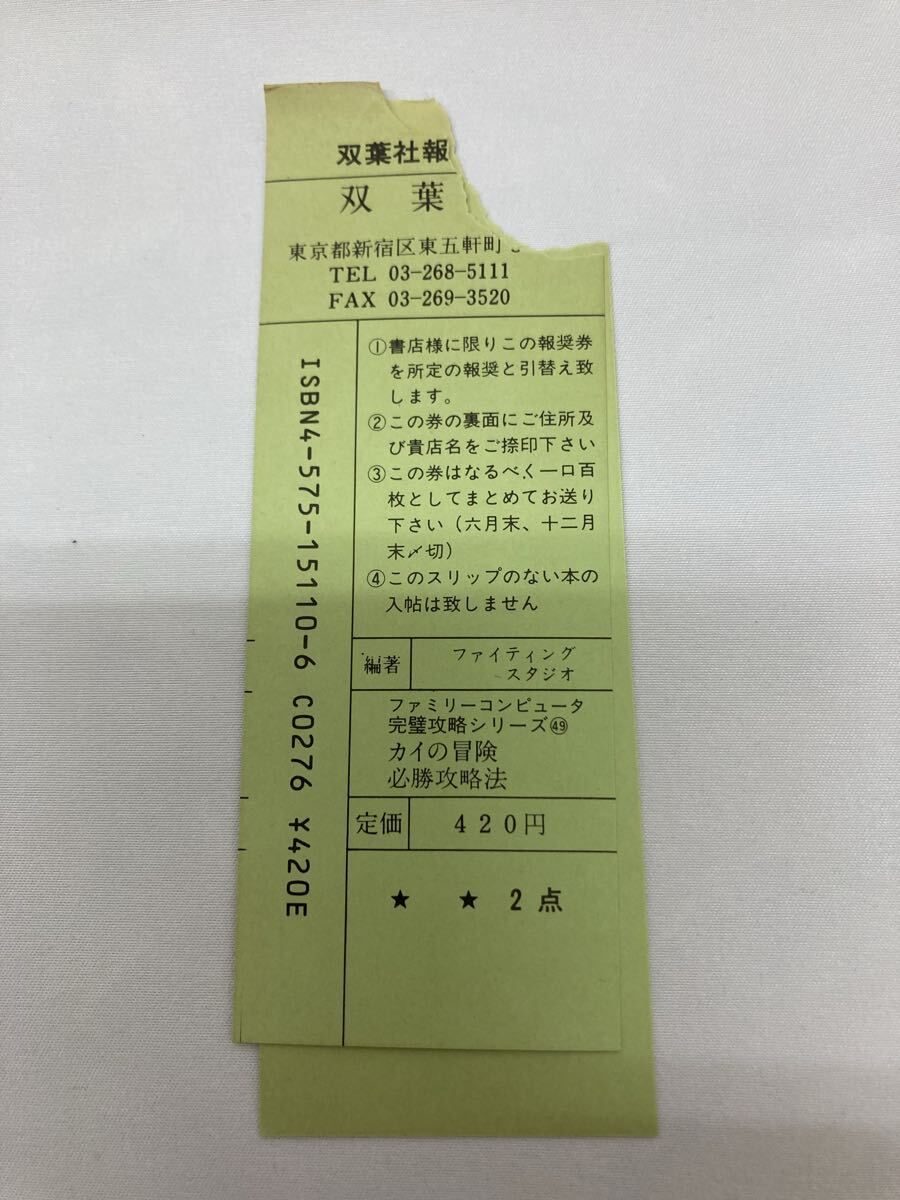 双葉社報
双葉
東京都新宿区東五軒町
TEL 03-268-5111
FAX 03-269-3520
①書店様に限りこの報奨券
を所定の報奨と引替え致
します。
②この券の裏面にご住所及
び貴店名をご捺印下さい
③この券はなるべく一口百
枚としてまとめてお送り
下さい(六月末、十二月
末〆切)
④このスリップのない本の
入帖は致しません
編著
ファイティング
スタジオ
ファミリーコンピュータ
完璧攻略シリーズ㊾
カイの冒険
必勝攻略法
定価
420円
★ ★ 2点
ISBN4-575-15110-6 C0276 ¥420E